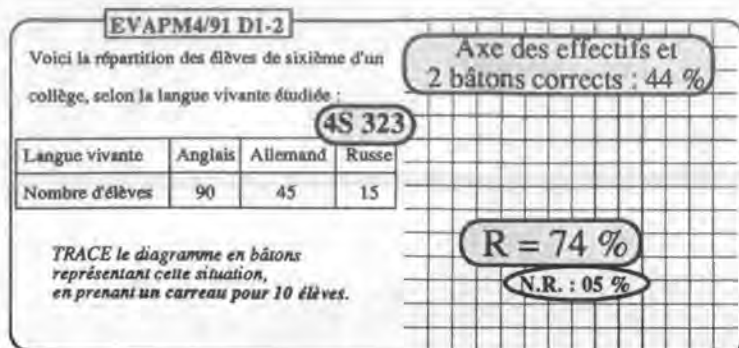 EVAPM4/91 D1-2
Voici la répartition des élèves de sixième d'un
collège, selon la langue vivante étudiée :
4S 323
Langue vivante Anglais Allemand Russe
Nombre d'élèves 90 45 15
TRACE le diagramme en bâtons
représentant cette situation,
en prenant un carreau pour 10 élèves.
Axe des effectifs et
2 bâtons corrects : 44 %
R = 74 %
N.R. : 05 %